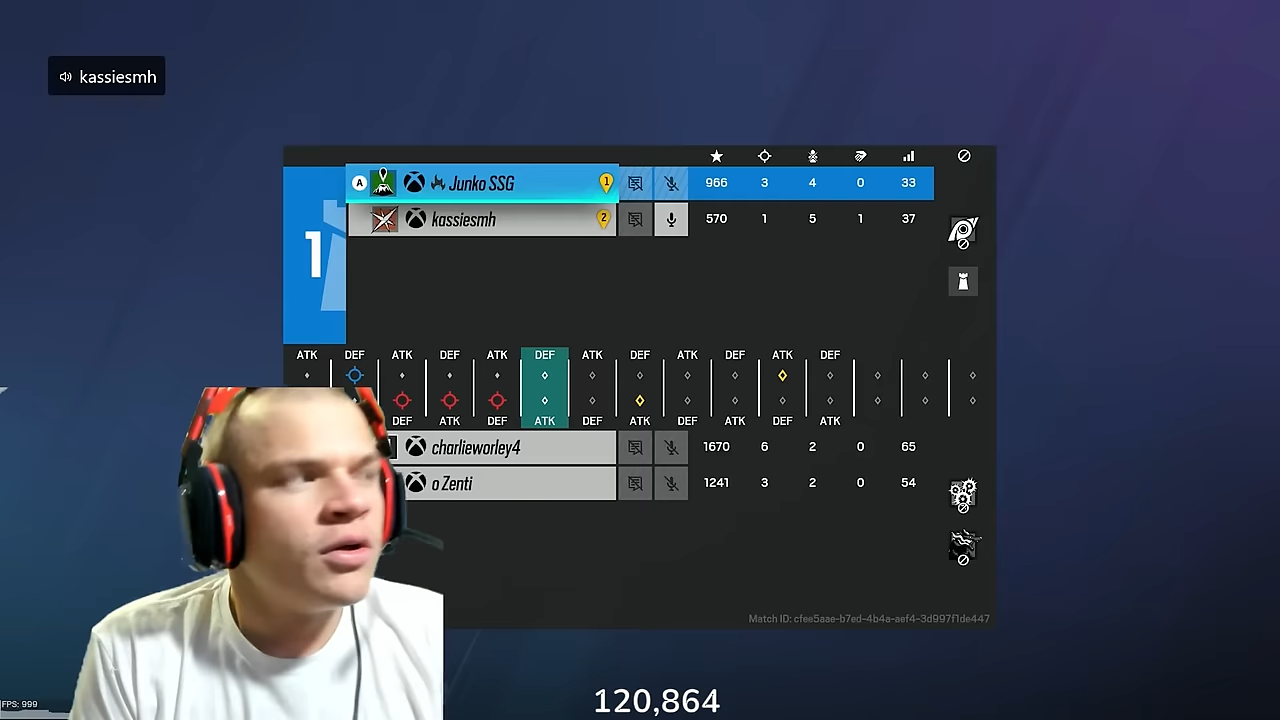 kassiesmh
A Junko SSG 1 966 3 4 0 33
kassiesmh 2 570 1 5 1 37
1
ATK DEF ATK DEF ATK DEF ATK DEF ATK DEF ATK DEF
DEF ATK DEF ATK DEF ATK DEF ATK DEF ATK
charlieworley4 1670 6 2 0 65
o Zenti 1241 3 2 0 54
Match ID: cfee5aae-b7ed-4b4a-aef4-3d997f1de447
120,864
FPS: 999